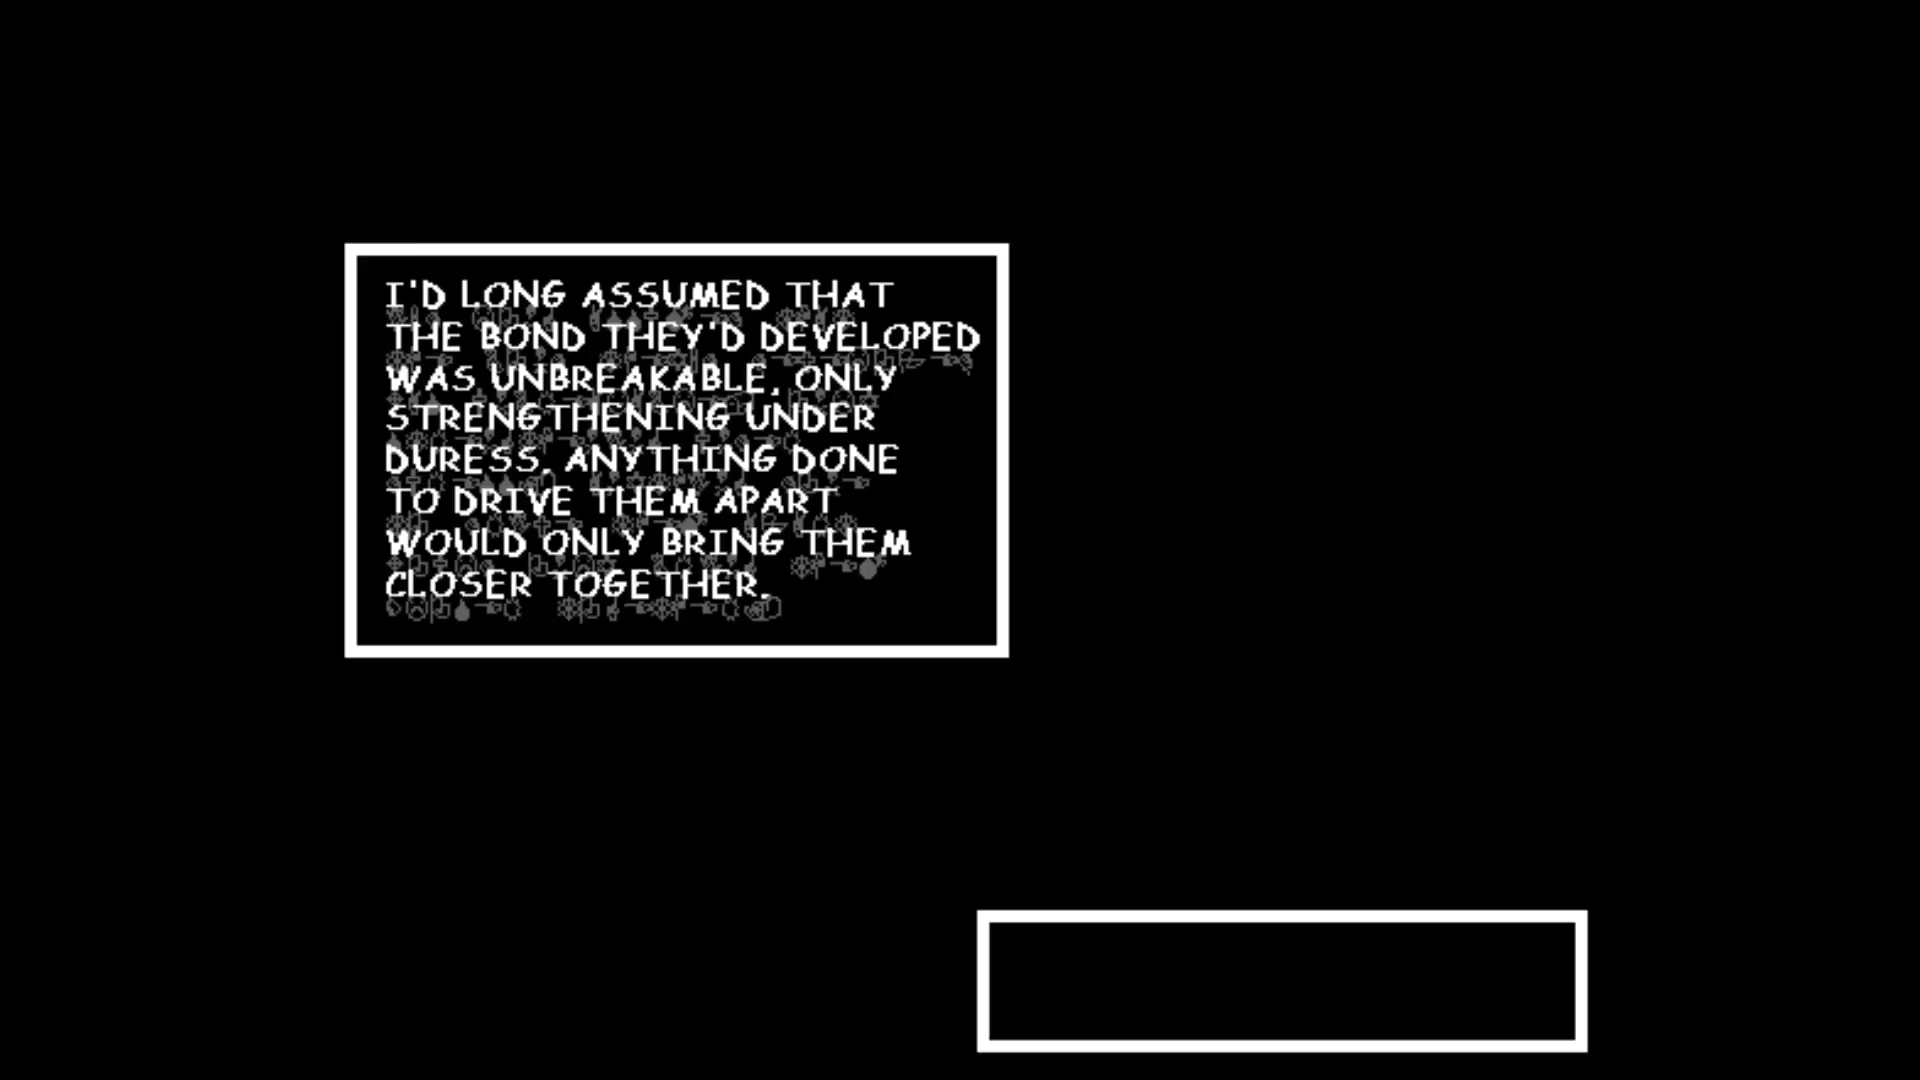 I'D LONG ASSUMED THAT
THE BOND THEY'D DEVELOPED
WAS UNBREAKABLE, ONLY
STRENGTHENING UNDER
DURESS. ANYTHING DONE
TO DRIVE THEM APART
WOULD ONLY BRING THEM
CLOSER TOGETHER.